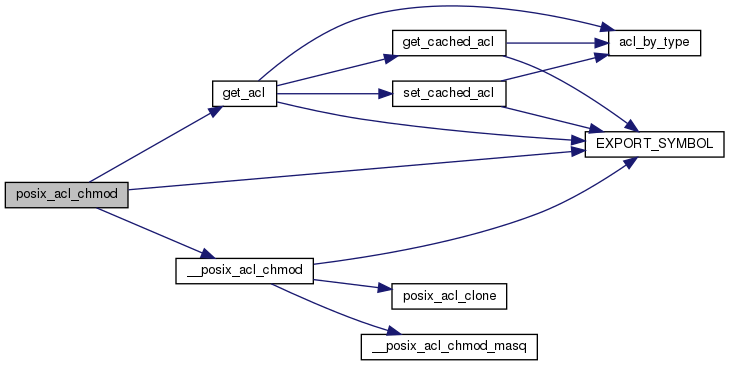 get_cached_acl
acl_by_type
get_acl
set_cached_acl
EXPORT_SYMBOL
posix_acl_chmod
__posix_acl_chmod
posix_acl_clone
__posix_acl_chmod_masq